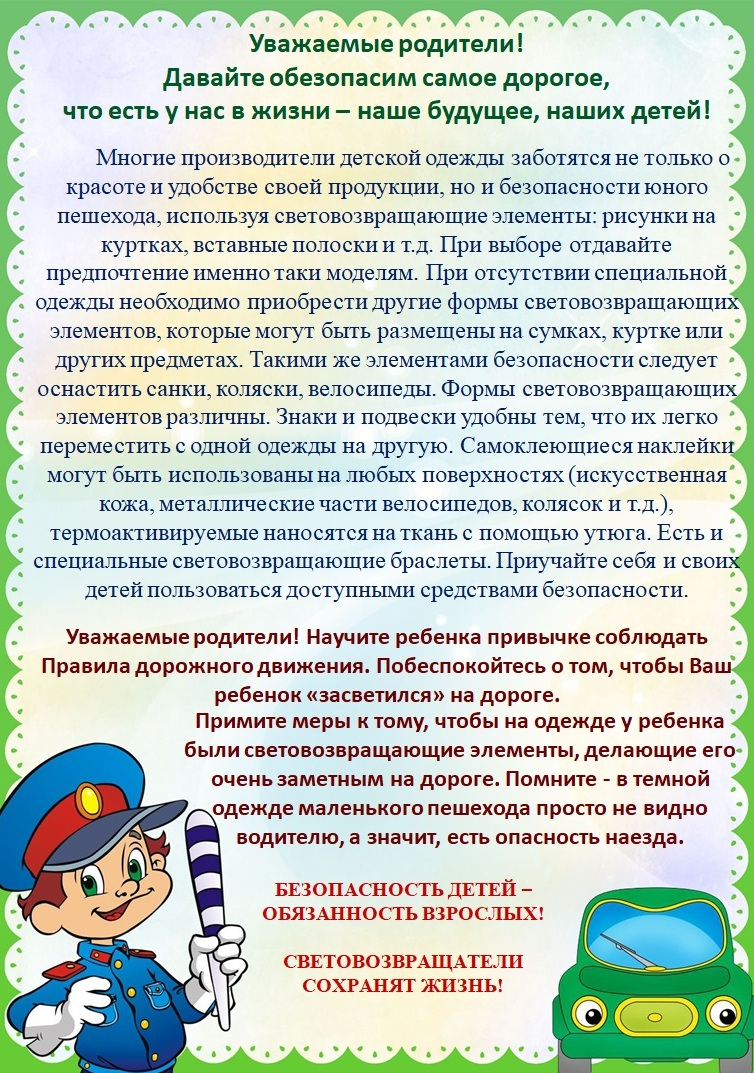 Уважаемые родители!
Давайте обезопасим самое дорогое,
что есть у нас в жизни – наше будущее, наших детей!
Многие производители детской одежды заботятся не только о
красоте и удобстве своей продукции, но и безопасности юного
пешехода, используя световозвращающие элементы: рисунки на
куртках, вставные полоски и т.д. При выборе отдавайте
предпочтение именно таки моделям. При отсутствии специальной
одежды необходимо приобрести другие формы световозвращающих
элементов, которые могут быть размещены на сумках, куртке или
других предметах. Такими же элементами безопасности следует
оснастить санки, коляски, велосипеды. Формы световозвращающих
элементов различны. Знаки и подвески удобны тем, что их легко
переместить с одной одежды на другую. Самоклеющиеся наклейки
могут быть использованы на любых поверхностях (искусственная
кожа, металлические части велосипедов, колясок и т.д.),
термоактивируемые наносятся на ткань с помощью утюга. Есть и
специальные световозвращающие браслеты. Приучайте себя и своих
детей пользоваться доступными средствами безопасности.
Уважаемые родители! Научите ребенка привычке соблюдать
Правила дорожного движения. Побеспокойтесь о том, чтобы Ваш
ребенок «засветился» на дороге.
Примите меры к тому, чтобы на одежде у ребенка
были световозвращающие элементы, делающие его
очень заметным на дороге. Помните - в темной
одежде маленького пешехода просто не видно
водителю, а значит, есть опасность наезда.
БЕЗОПАСНОСТЬ ДЕТЕЙ –
ОБЯЗАННОСТЬ ВЗРОСЛЫХ!
СВЕТОВОЗВРАЩАТЕЛИ
СОХРАНЯТ ЖИЗНЬ!